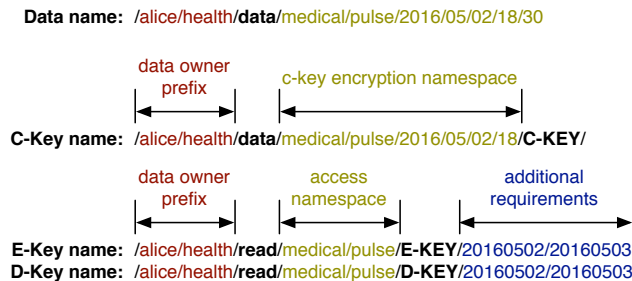 Data name: /alice/health/data/medical/pulse/2016/05/02/18/30
data owner prefix
c-key encryption namespace
C-Key name: /alice/health/data/medical/pulse/2016/05/02/18/C-KEY/
data owner prefix
access namespace
additional requirements
E-Key name: /alice/health/read/medical/pulse/E-KEY/20160502/20160503
D-Key name: /alice/health/read/medical/pulse/D-KEY/20160502/20160503